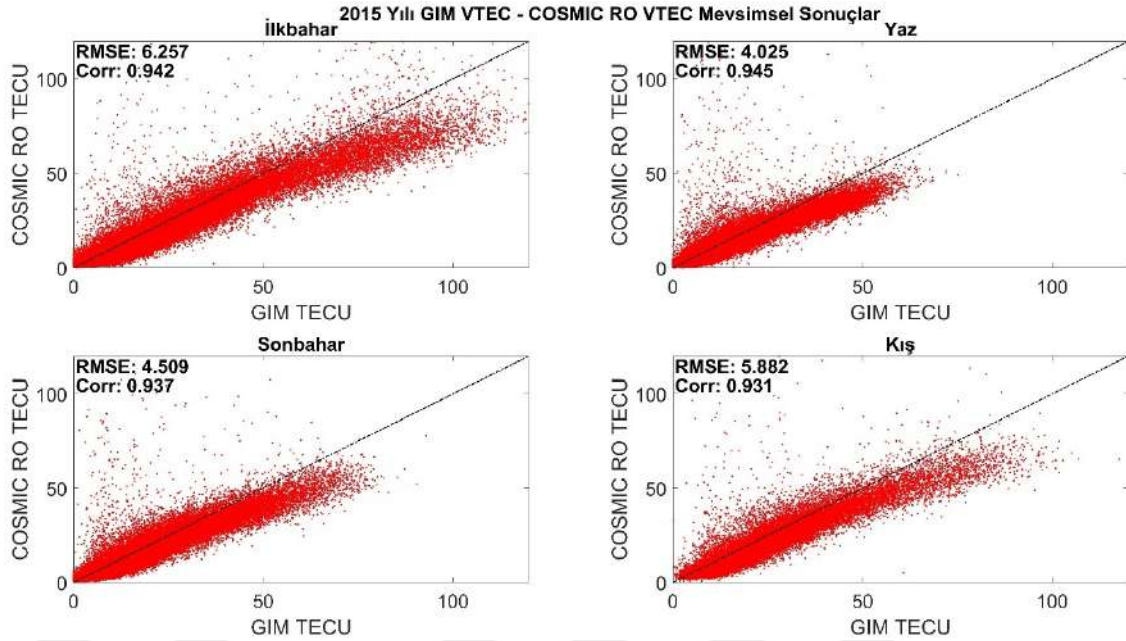 2015 Yılı GIM VTEC - COSMIC RO VTEC Mevsimsel Sonuçlar
İlkbahar
RMSE: 6.257
Corr: 0.942
COSMIC RO TECU
100
50
0
0 50 100
GIM TECU
Yaz
RMSE: 4.025
Corr: 0.945
COSMIC RO TECU
100
50
0
0 50 100
GIM TECU
Sonbahar
RMSE: 4.509
Corr: 0.937
COSMIC RO TECU
100
50
0
0 50 100
GIM TECU
Kış
RMSE: 5.882
Corr: 0.931
COSMIC RO TECU
100
50
0
0 50 100
GIM TECU